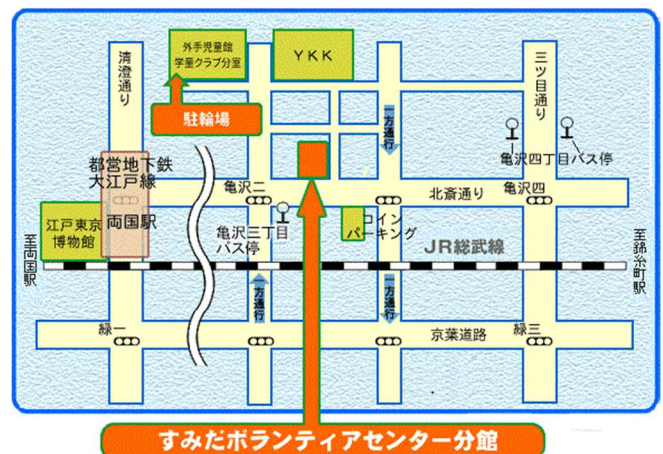 外手児童館
学童クラブ分室
YKK
清澄通り
三ツ目通り
駐輪場
一方通行
都営地下鉄
大江戸線
亀沢四丁目バス停
亀沢二
北斎通り
亀沢四
江戸東京
博物館
両国駅
亀沢三丁目
バス停
コイン
パーキング
至両国駅
JR総武線
至錦糸町駅
一方通行
一方通行
緑一
京葉道路
緑三
すみだボランティアセンター分館